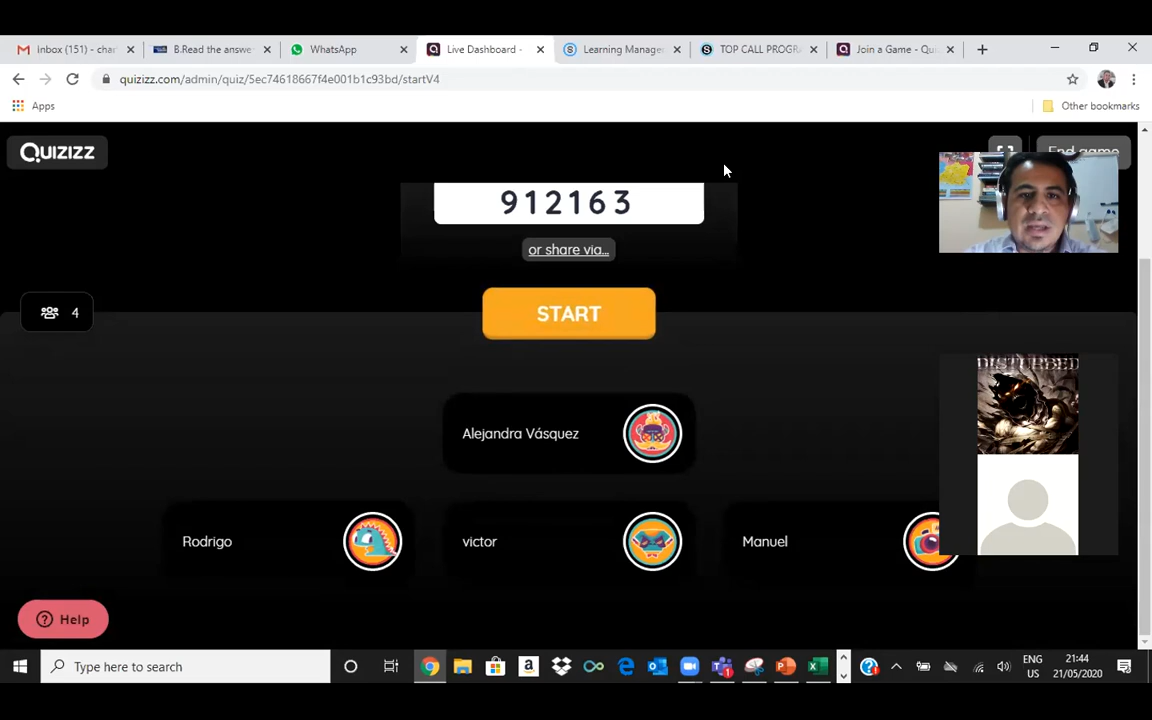 Inbox (151) - char
B.Read the answe
WhatsApp
Live Dashboard -
Learning Manage
TOP CALL PROGRA
Join a Game - Qui
quizizz.com/admin/quiz/5ec74618667f4e001b1c93bd/startV4
Apps
Other bookmarks
Quizizz
End game
912163
or share via...
START
4
DISTURBED
Alejandra Vásquez
Rodrigo
victor
Manuel
Help
Type here to search
ENG
US
21:44
21/05/2020